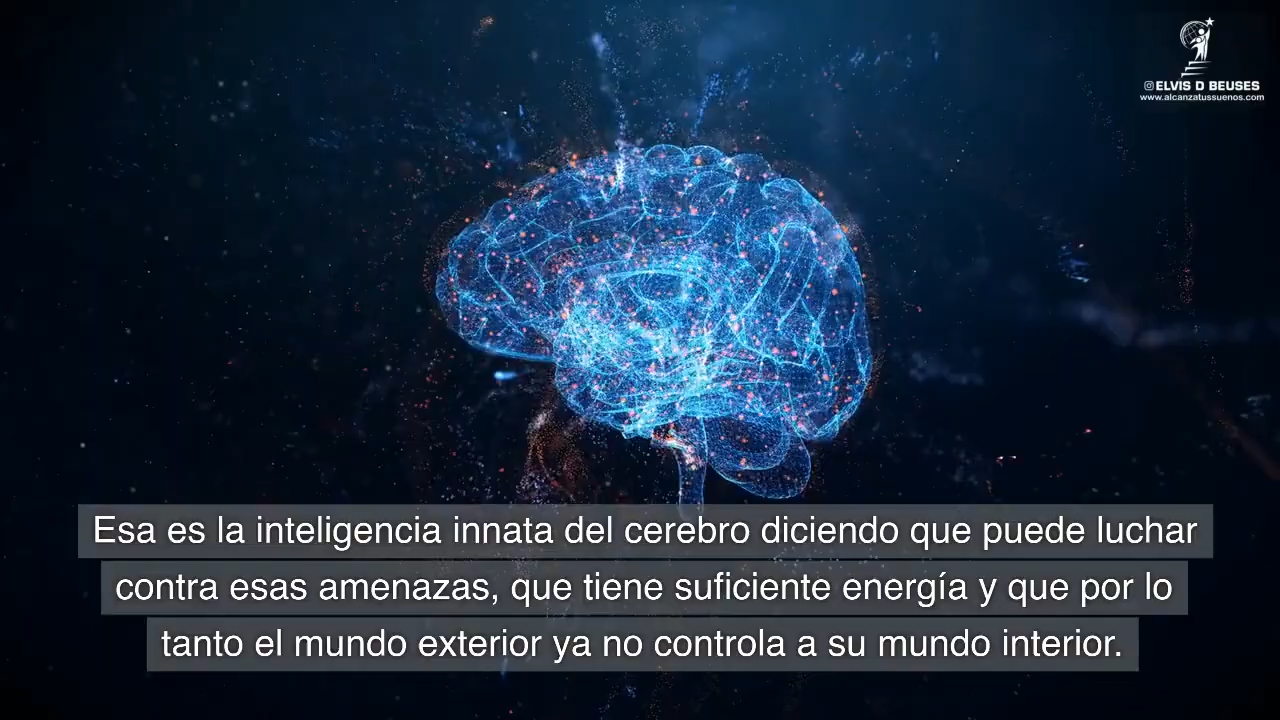 ELVIS D BEUSES
www.alcanzatussuenos.com
Esa es la inteligencia innata del cerebro diciendo que puede luchar
contra esas amenazas, que tiene suficiente energía y que por lo
tanto el mundo exterior ya no controla a su mundo interior.